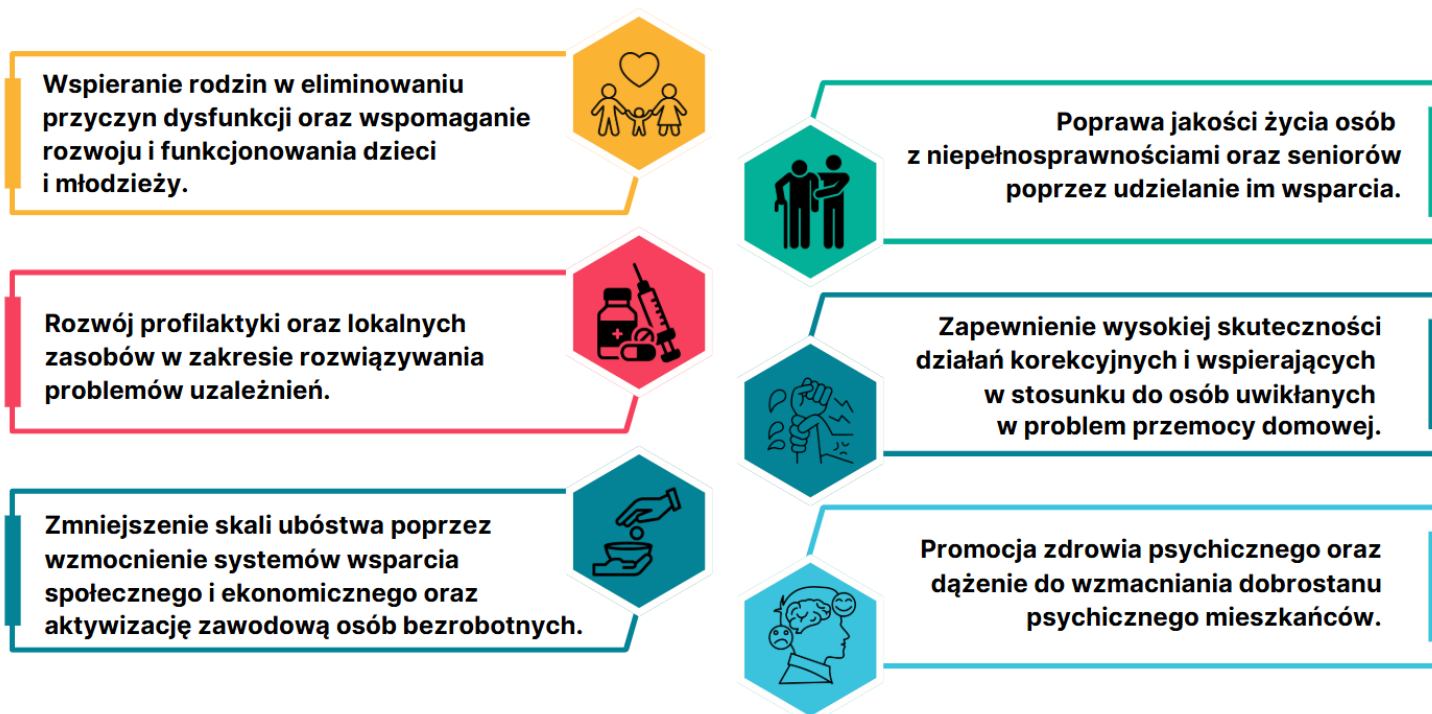 Wspieranie rodzin w eliminowaniu
przyczyn dysfunkcji oraz wspomaganie
rozwoju i funkcjonowania dzieci
i młodzieży.
Rozwój profilaktyki oraz lokalnych
zasobów w zakresie rozwiązywania
problemów uzależnień.
Zmniejszenie skali ubóstwa poprzez
wzmocnienie systemów wsparcia
społecznego i ekonomicznego oraz
aktywizację zawodową osób bezrobotnych.
Poprawa jakości życia osób
z niepełnosprawnościami oraz seniorów
poprzez udzielanie im wsparcia.
Zapewnienie wysokiej skuteczności
działań korekcyjnych i wspierających
w stosunku do osób uwikłanych
w problem przemocy domowej.
Promocja zdrowia psychicznego oraz
dążenie do wzmacniania dobrostanu
psychicznego mieszkańców.